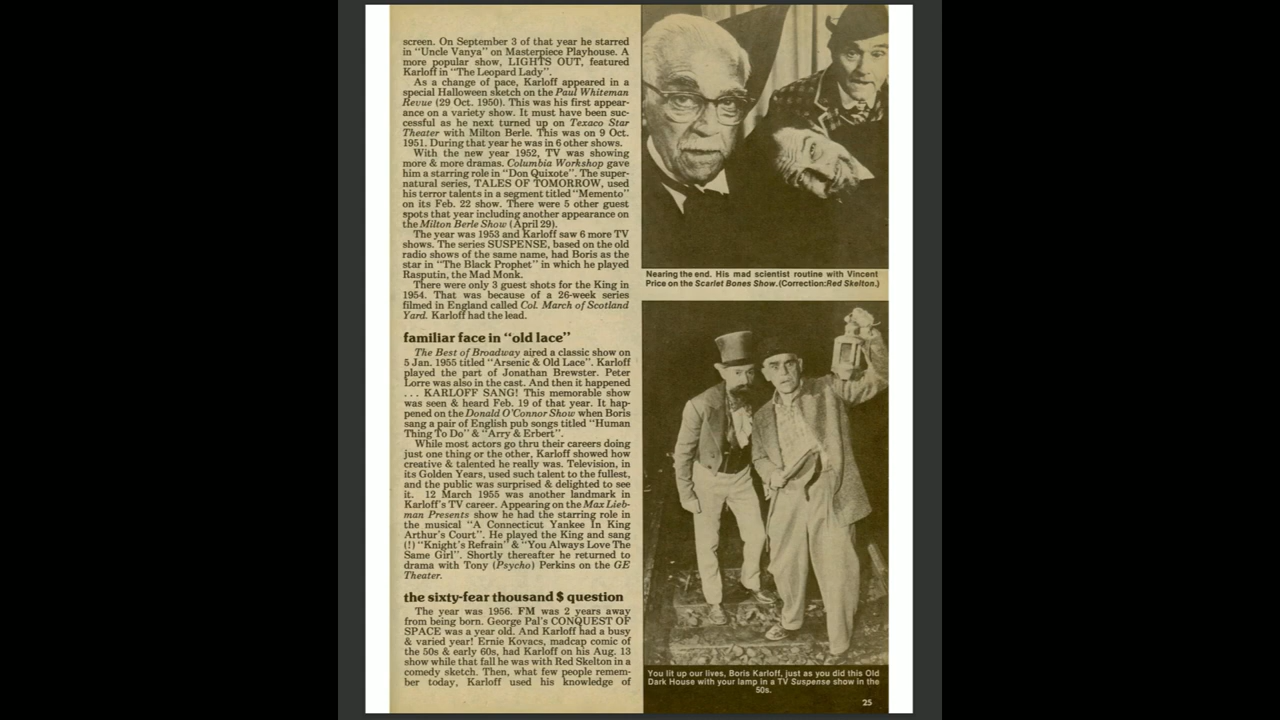 screen. On September 3 of that year he starred
in "Uncle Vanya" on Masterpiece Playhouse. A
more popular show, LIGHTS OUT, featured
Karloff in "The Leopard Lady".
As a change of pace, Karloff appeared in a
special Halloween sketch on the Paul Whiteman
Revue (29 Oct. 1950). This was his first appear-
ance on a variety show. It must have been suc-
cessful as he next turned up on Texaco Star
Theater with Milton Berle. This was on 9 Oct.
1951. During that year he was in 6 other shows.
With the new year 1952, TV was showing
more & more dramas. Columbia Workshop gave
him a starring role in "Don Quixote". The super-
natural series, TALES OF TOMORROW, used
his terror talents in a segment titled "Memento"
on its Feb. 22 show. There were 5 other guest
spots that year including another appearance on
the Milton Berle Show (April 29).
The year was 1953 and Karloff saw 6 more TV
shows. The series SUSPENSE, based on the old
radio shows of the same name, had Boris as the
star in "The Black Prophet" in which he played
Rasputin, the Mad Monk.
There were only 3 guest shots for the King in
1954. That was because of a 26-week series
filmed in England called Col. March of Scotland
Yard. Karloff had the lead.
familiar face in "old lace"
The Best of Broadway aired a classic show on
5 Jan. 1955 titled "Arsenic & Old Lace". Karloff
played the part of Jonathan Brewster. Peter
Lorre was also in the cast. And then it happened
. . . KARLOFF SANG! This memorable show
was seen & heard Feb. 19 of that year. It hap-
pened on the Donald O'Connor Show when Boris
sang a pair of English pub songs titled "Human
Thing To Do" & "Arry & Erbert".
While most actors go thru their careers doing
just one thing or the other, Karloff showed how
creative & talented he really was. Television, in
its Golden Years, used such talent to the fullest,
and the public was surprised & delighted to see
it. 12 March 1955 was another landmark in
Karloff's TV career. Appearing on the Max Lieb-
man Presents show he had the starring role in
the musical "A Connecticut Yankee In King
Arthur's Court". He played the King and sang
(!) "Knight's Refrain" & "You Always Love The
Same Girl". Shortly thereafter he returned to
drama with Tony (Psycho) Perkins on the GE
Theater.
the sixty-fear thousand $ question
The year was 1956. FM was 2 years away
from being born. George Pal's CONQUEST OF
SPACE was a year old. And Karloff had a busy
& varied year! Ernie Kovacs, madcap comic of
the 50s & early 60s, had Karloff on his Aug. 13
show while that fall he was with Red Skelton in a
comedy sketch. Then, what few people remem-
ber today, Karloff used his knowledge of
Nearing the end. His mad scientist routine with Vincent
Price on the Scarlet Bones Show. (Correction: Red Skelton.)
You lit up our lives, Boris Karloff, just as you did this Old
Dark House with your lamp in a TV Suspense show in the
50s.
25